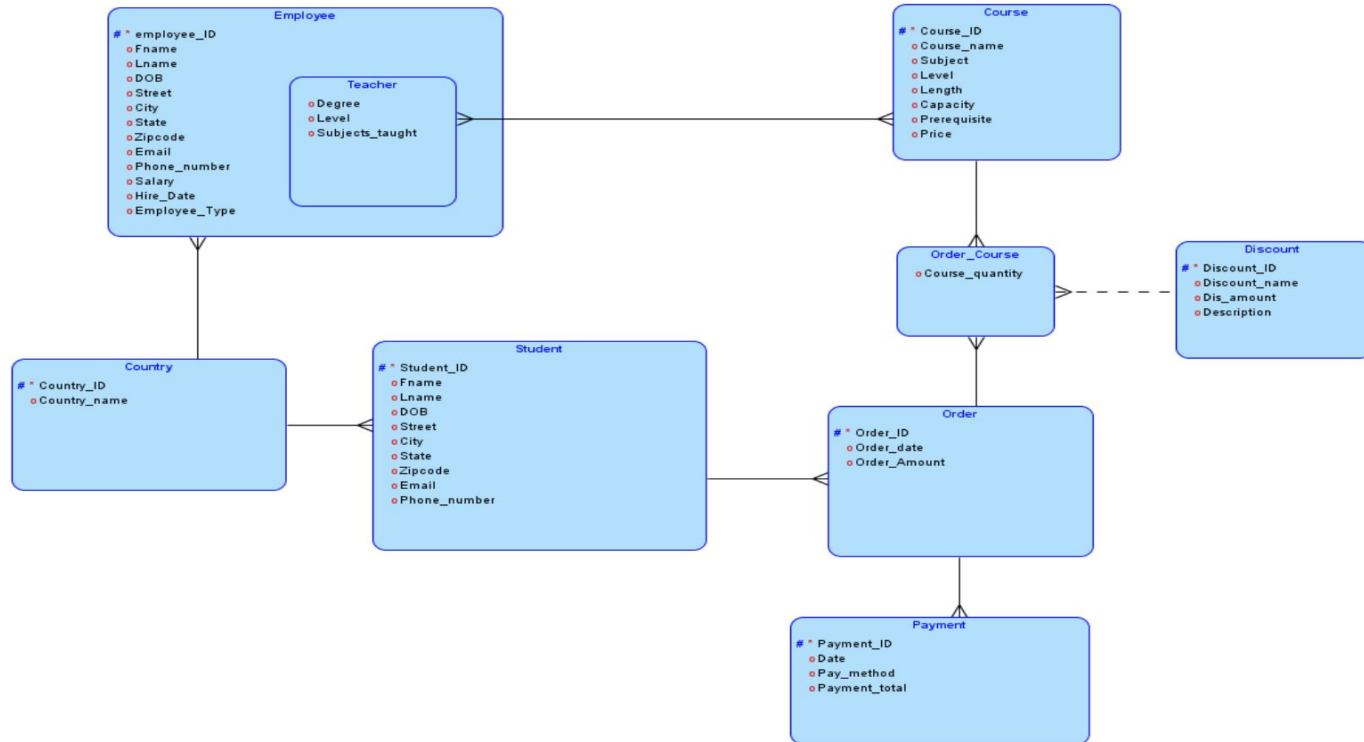 Employee
# * employee_ID
Fname
Lname
DOB
Street
City
State
Zipcode
Email
Phone_number
Salary
Hire_Date
Employee_Type
Teacher
Degree
Level
Subjects_taught
Course
# * Course_ID
Course_name
Subject
Level
Length
Capacity
Prerequisite
Price
Order_Course
Course_quantity
Discount
# * Discount_ID
Discount_name
Dis_amount
Description
Country
# * Country_ID
Country_name
Student
# * Student_ID
Fname
Lname
DOB
Street
City
State
Zipcode
Email
Phone_number
Order
# * Order_ID
Order_date
Order_Amount
Payment
# * Payment_ID
Date
Pay_method
Payment_total